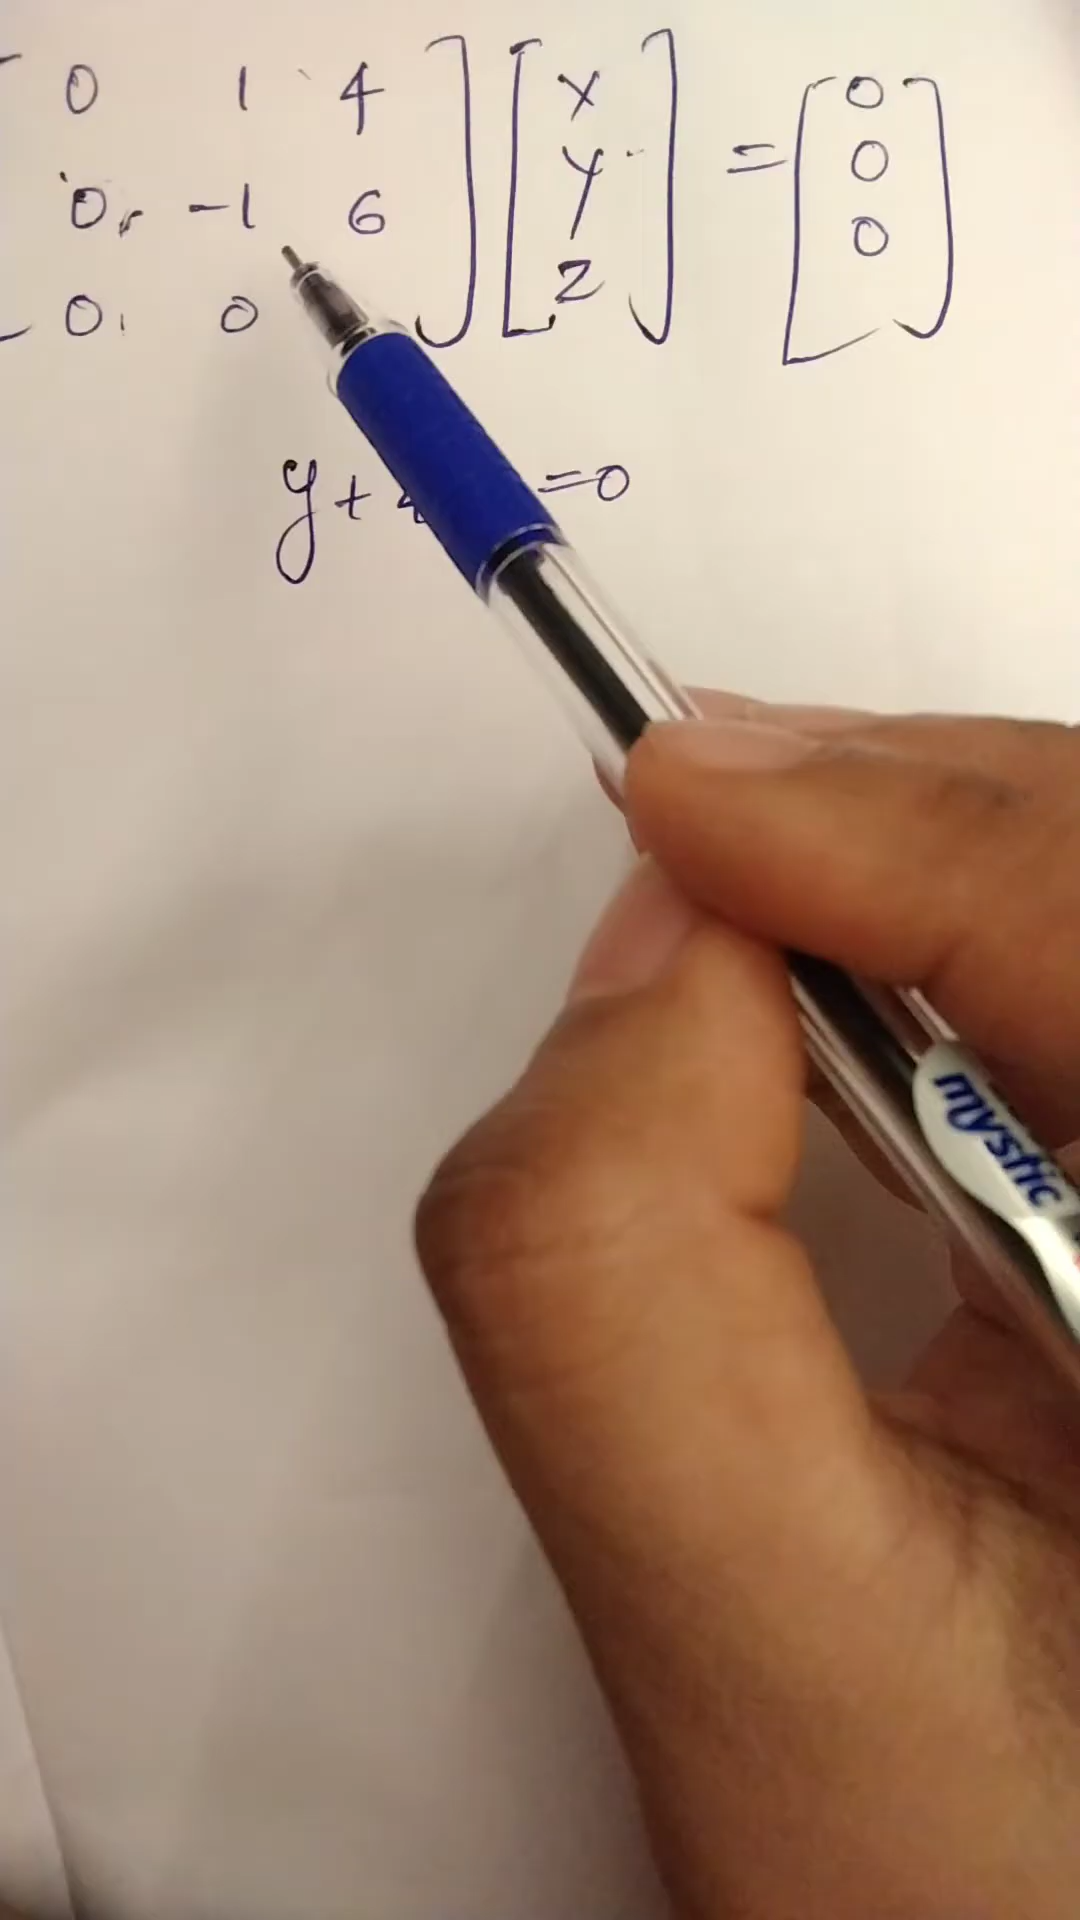 0 1 4 x = 0
0 -1 6 y 0
0 0 z 0
y + 4 = 0
mystic